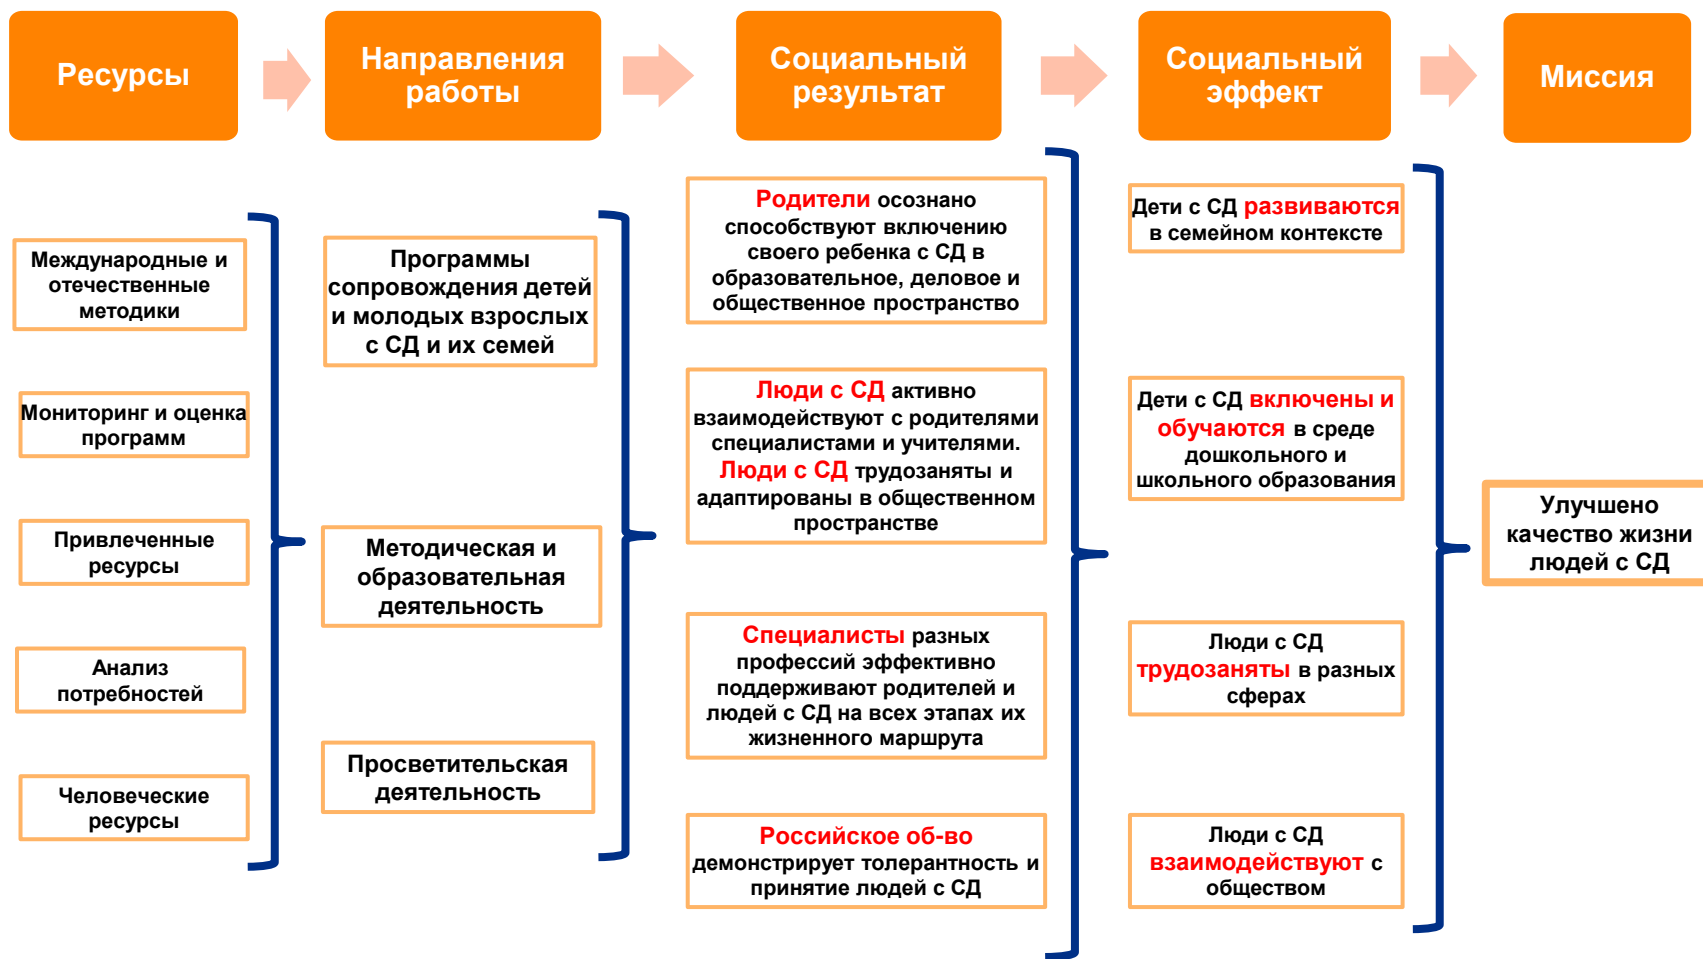 Ресурсы
Направления
работы
Социальный
результат
Социальный
эффект
Миссия
Международные и
отечественные
методики
Мониторинг и оценка
программ
Привлеченные
ресурсы
Анализ
потребностей
Человеческие
ресурсы
Программы
сопровождения детей
и молодых взрослых
с СД и их семей
Методическая и
образовательная
деятельность
Просветительская
деятельность
Родители осознано
способствуют включению
своего ребенка с СД в
образовательное, деловое и
общественное пространство
Люди с СД активно
взаимодействуют с родителями
специалистами и учителями.
Люди с СД трудозаняты и
адаптированы в общественном
пространстве
Специалисты разных
профессий эффективно
поддерживают родителей и
людей с СД на всех этапах их
жизненного маршрута
Российское об-во
демонстрирует толерантность и
принятие людей с СД
Дети с СД развиваются
в семейном контексте
Дети с СД включены и
обучаются в среде
дошкольного и
школьного образования
Люди с СД
трудозаняты в разных
сферах
Люди с СД
взаимодействуют с
обществом
Улучшено
качество жизни
людей с СД